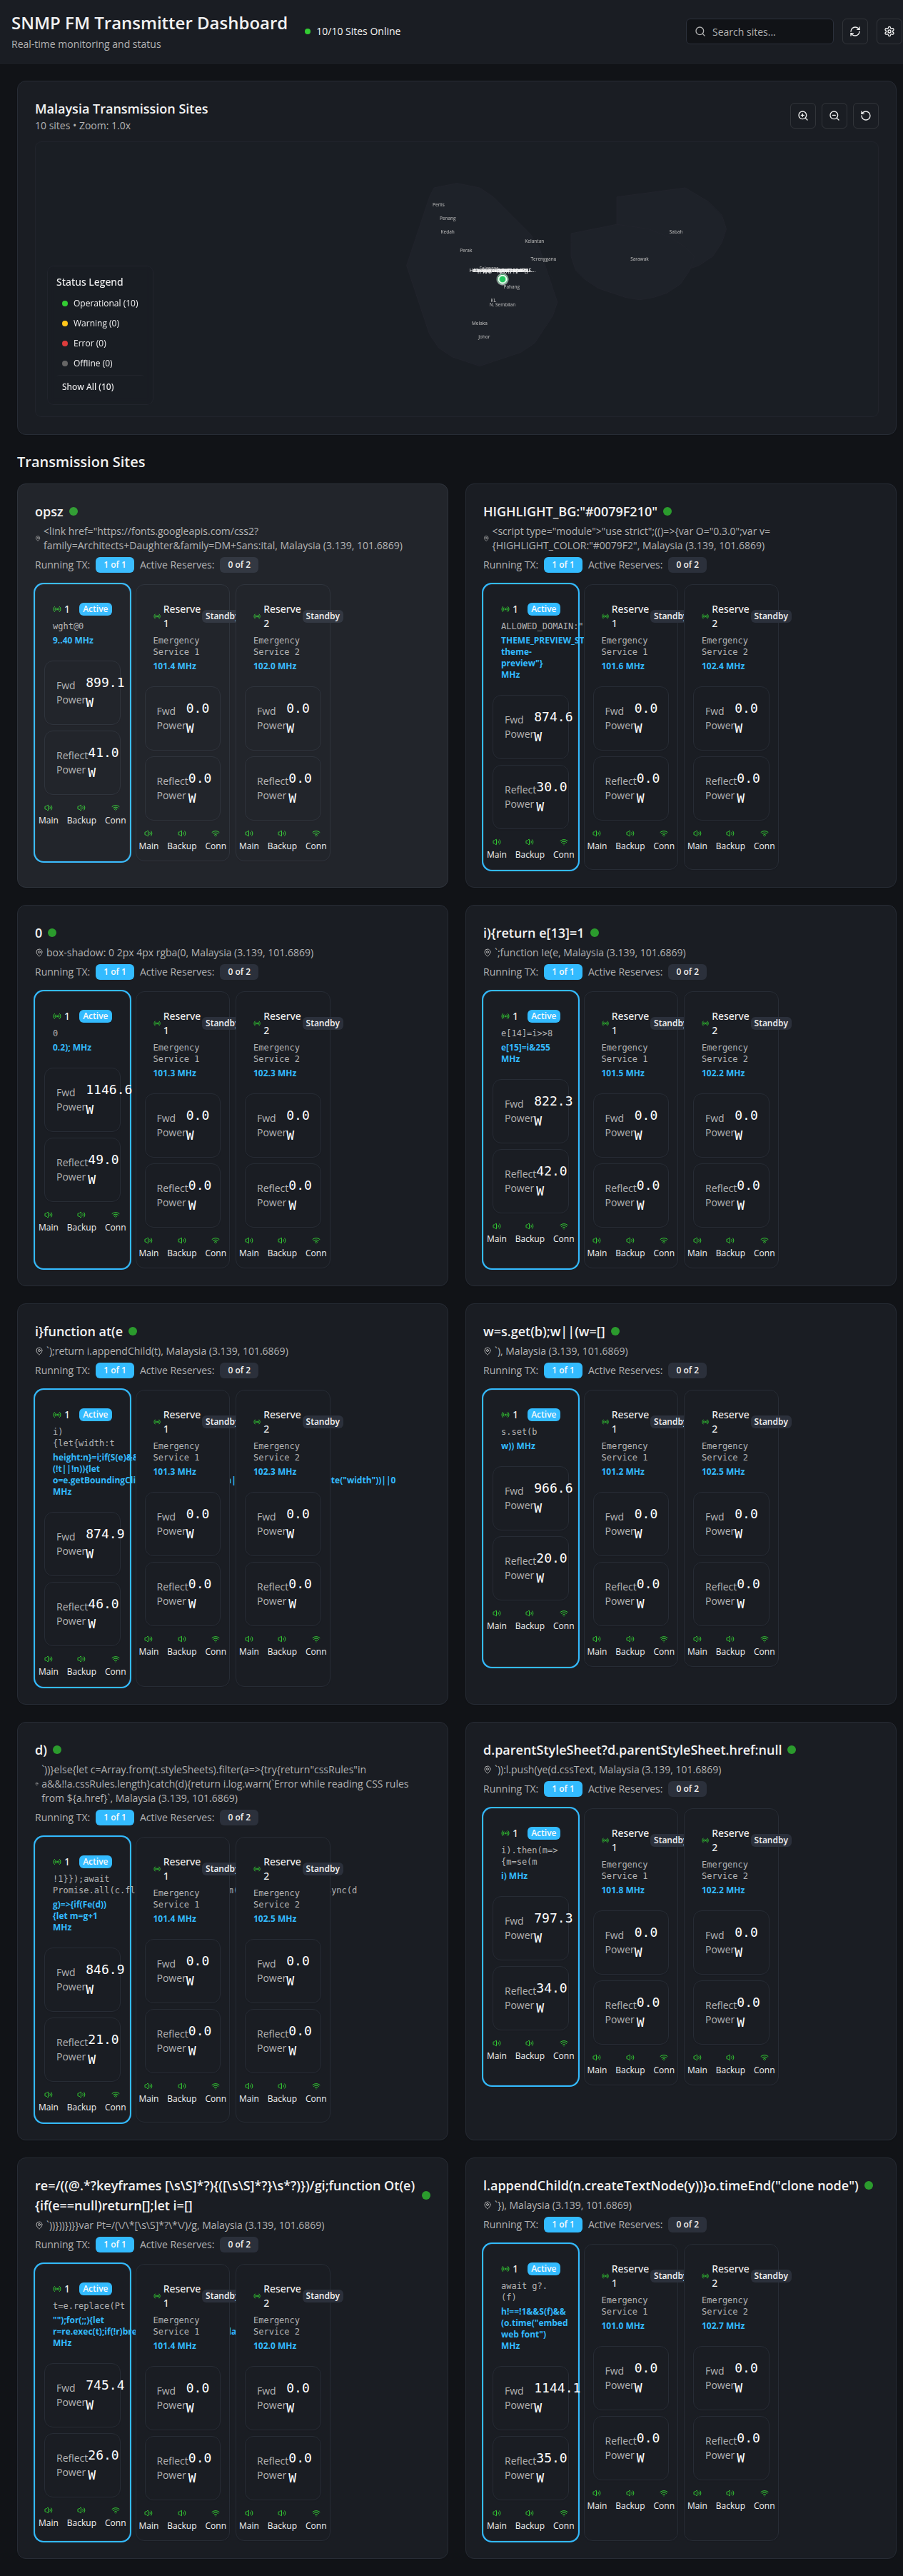 SNMP FM Transmitter Dashboard
Real-time monitoring and status
10/10 Sites Online
Search sites...
Malaysia Transmission Sites
10 sites • Zoom: 1.0x
Perlis
Penang
Kedah
Perak
Kelantan
Terengganu
Pahang
KL
N. Sembilan
Melaka
Johor
Sabah
Sarawak
Status Legend
Operational (10)
Warning (0)
Error (0)
Offline (0)
Show All (10)
Transmission Sites
opsz
<link href="https://fonts.googleapis.com/css2?
family=Architects+Daughter&family=DM+Sans:ital, Malaysia (3.139, 101.6869)
Running TX: 1 of 1 Active Reserves: 0 of 2
1 Active
wght@0
9..40 MHz
Fwd Power 899.1 W
Reflect Power 41.0 W
Main Backup Conn
Reserve 1 Standby
Emergency
Service 1
101.4 MHz
Fwd Power 0.0 W
Reflect Power 0.0 W
Main Backup Conn
Reserve 2 Standby
Emergency
Service 2
102.0 MHz
Fwd Power 0.0 W
Reflect Power 0.0 W
Main Backup Conn
HIGHLIGHT_BG:"#0079F210"
<script type="module">"use strict";(()=>{var O="0.3.0";var v=
{HIGHLIGHT_COLOR:"#0079F2", Malaysia (3.139, 101.6869)
Running TX: 1 of 1 Active Reserves: 0 of 2
1 Active
ALLOWED_DOMAIN:"
THEME_PREVIEW_ST
theme-
preview"}
MHz
Fwd Power 874.6 W
Reflect Power 30.0 W
Main Backup Conn
Reserve 1 Standby
Emergency
Service 1
101.6 MHz
Fwd Power 0.0 W
Reflect Power 0.0 W
Main Backup Conn
Reserve 2 Standby
Emergency
Service 2
102.4 MHz
Fwd Power 0.0 W
Reflect Power 0.0 W
Main Backup Conn
0
box-shadow: 0 2px 4px rgba(0, Malaysia (3.139, 101.6869)
Running TX: 1 of 1 Active Reserves: 0 of 2
1 Active
0
0.2); MHz
Fwd Power 1146.6 W
Reflect Power 49.0 W
Main Backup Conn
Reserve 1 Standby
Emergency
Service 1
101.3 MHz
Fwd Power 0.0 W
Reflect Power 0.0 W
Main Backup Conn
Reserve 2 Standby
Emergency
Service 2
102.3 MHz
Fwd Power 0.0 W
Reflect Power 0.0 W
Main Backup Conn
i){return e[13]=1
`;function Ie(e, Malaysia (3.139, 101.6869)
Running TX: 1 of 1 Active Reserves: 0 of 2
1 Active
e[14]=i>>8
e[15]=i&255
MHz
Fwd Power 822.3 W
Reflect Power 42.0 W
Main Backup Conn
Reserve 1 Standby
Emergency
Service 1
101.5 MHz
Fwd Power 0.0 W
Reflect Power 0.0 W
Main Backup Conn
Reserve 2 Standby
Emergency
Service 2
102.2 MHz
Fwd Power 0.0 W
Reflect Power 0.0 W
Main Backup Conn
i}function at(e
`);return i.appendChild(t), Malaysia (3.139, 101.6869)
Running TX: 1 of 1 Active Reserves: 0 of 2
1 Active
i)
{let{width:t
height:n}=i;if(S(e)&&
(!t||!n)){let
o=e.getBoundingCli
te("width"))||0
MHz
Fwd Power 874.9 W
Reflect Power 46.0 W
Main Backup Conn
Reserve 1 Standby
Emergency
Service 1
101.3 MHz
Fwd Power 0.0 W
Reflect Power 0.0 W
Main Backup Conn
Reserve 2 Standby
Emergency
Service 2
102.3 MHz
Fwd Power 0.0 W
Reflect Power 0.0 W
Main Backup Conn
w=s.get(b);w||(w=[]
`), Malaysia (3.139, 101.6869)
Running TX: 1 of 1 Active Reserves: 0 of 2
1 Active
s.set(b
w)) MHz
Fwd Power 966.6 W
Reflect Power 20.0 W
Main Backup Conn
Reserve 1 Standby
Emergency
Service 1
101.2 MHz
Fwd Power 0.0 W
Reflect Power 0.0 W
Main Backup Conn
Reserve 2 Standby
Emergency
Service 2
102.5 MHz
Fwd Power 0.0 W
Reflect Power 0.0 W
Main Backup Conn
d)
`))}else{let c=Array.from(t.styleSheets).filter(a=>{try{return"cssRules"in
a&&!!a.cssRules.length}catch(d){return i.log.warn(`Error while reading CSS rules
from ${a.href}`, Malaysia (3.139, 101.6869)
Running TX: 1 of 1 Active Reserves: 0 of 2
1 Active
!1}});await
Promise.all(c.fl
ync(d
g)=>{if(Fe(d))
{let m=g+1
MHz
Fwd Power 846.9 W
Reflect Power 21.0 W
Main Backup Conn
Reserve 1 Standby
Emergency
Service 1
101.4 MHz
Fwd Power 0.0 W
Reflect Power 0.0 W
Main Backup Conn
Reserve 2 Standby
Emergency
Service 2
102.5 MHz
Fwd Power 0.0 W
Reflect Power 0.0 W
Main Backup Conn
d.parentStyleSheet?d.parentStyleSheet.href:null
`));l.push(ye(d.cssText, Malaysia (3.139, 101.6869)
Running TX: 1 of 1 Active Reserves: 0 of 2
1 Active
i).then(m=>
{m=se(m
i) MHz
Fwd Power 797.3 W
Reflect Power 34.0 W
Main Backup Conn
Reserve 1 Standby
Emergency
Service 1
101.8 MHz
Fwd Power 0.0 W
Reflect Power 0.0 W
Main Backup Conn
Reserve 2 Standby
Emergency
Service 2
102.2 MHz
Fwd Power 0.0 W
Reflect Power 0.0 W
Main Backup Conn
re=/((@.*?keyframes [\s\S]*?){([\s\S]*?}\s*?)})/gi;function Ot(e)
{if(e==null)return[];let i=[]
`))}))}))}var Pt=/(\/\*[\s\S]*?\*\/)/g, Malaysia (3.139, 101.6869)
Running TX: 1 of 1 Active Reserves: 0 of 2
1 Active
t=e.replace(Pt
"");for(;;){let
r=re.exec(t);if(!r)bre
MHz
Fwd Power 745.4 W
Reflect Power 26.0 W
Main Backup Conn
Reserve 1 Standby
Emergency
Service 1
101.4 MHz
Fwd Power 0.0 W
Reflect Power 0.0 W
Main Backup Conn
Reserve 2 Standby
Emergency
Service 2
102.0 MHz
Fwd Power 0.0 W
Reflect Power 0.0 W
Main Backup Conn
l.appendChild(n.createTextNode(y))}o.timeEnd("clone node")
`}), Malaysia (3.139, 101.6869)
Running TX: 1 of 1 Active Reserves: 0 of 2
1 Active
await g?.
(f)
h!==!1&&S(f)&&
(o.time("embed
web font")
MHz
Fwd Power 1144.1 W
Reflect Power 35.0 W
Main Backup Conn
Reserve 1 Standby
Emergency
Service 1
101.0 MHz
Fwd Power 0.0 W
Reflect Power 0.0 W
Main Backup Conn
Reserve 2 Standby
Emergency
Service 2
102.7 MHz
Fwd Power 0.0 W
Reflect Power 0.0 W
Main Backup Conn